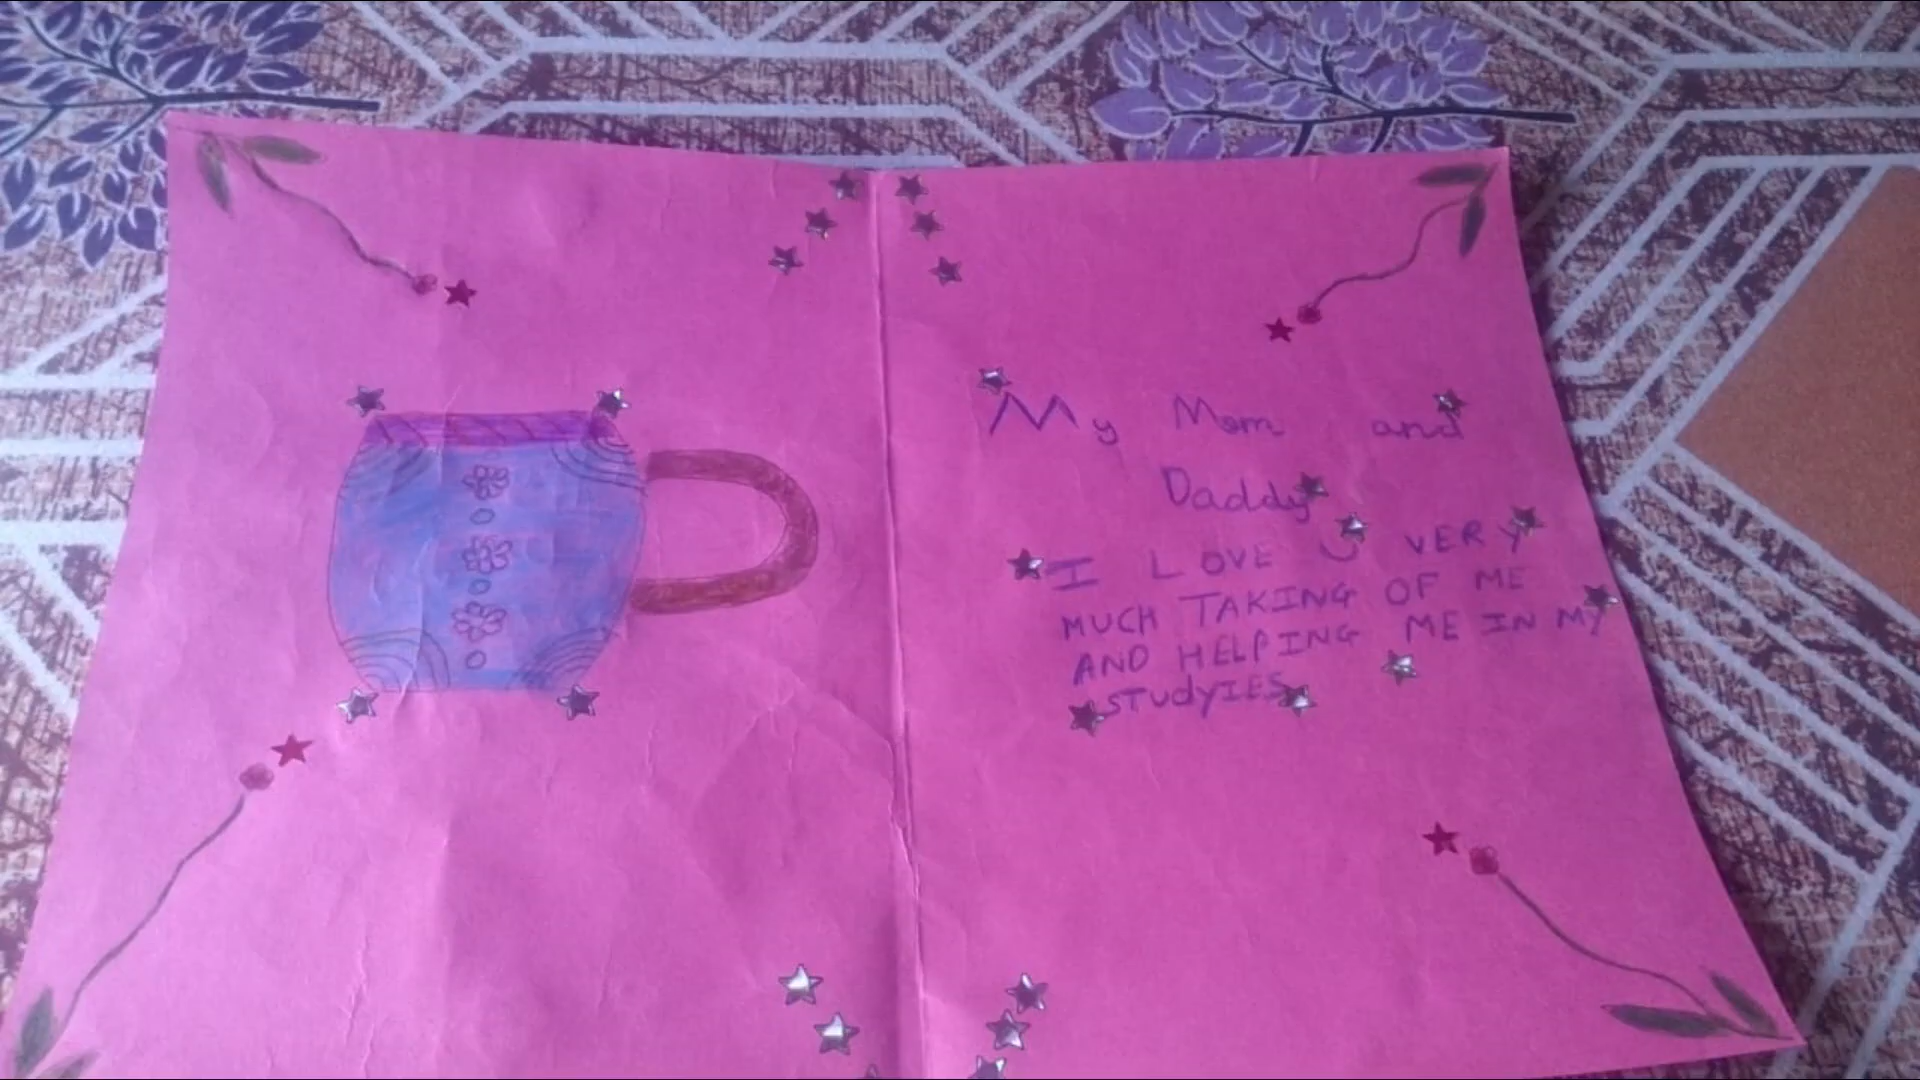 My Mom and
Daddy
I LOVE U VERY
MUCH TAKING OF ME
AND HELPING ME IN MY
STUDYIES